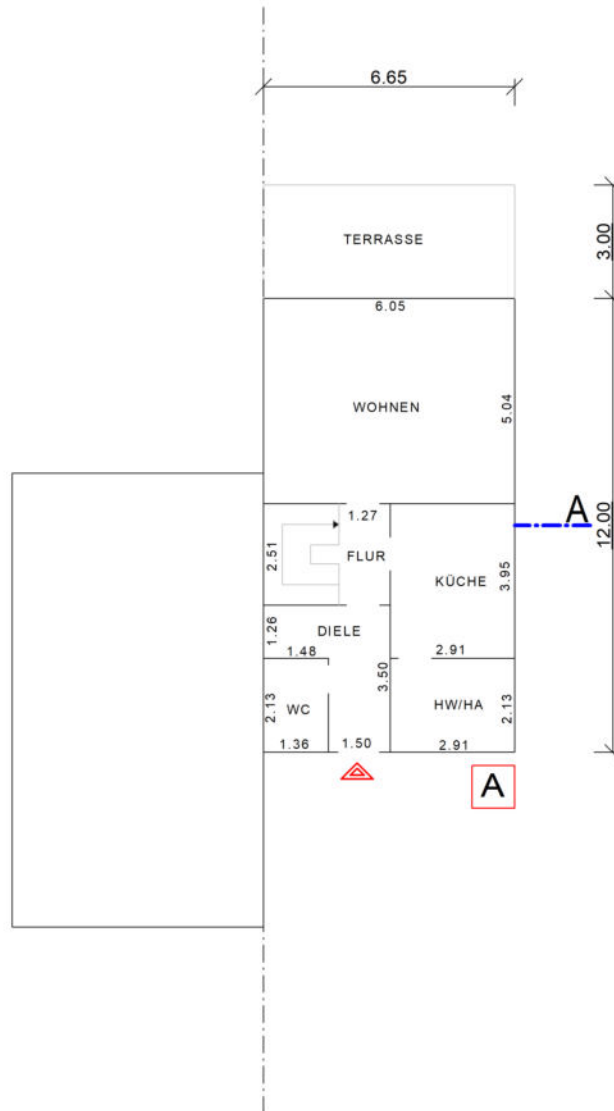 6.65
TERRASSE
3.00
6.05
WOHNEN
5.04
A
1.27
12.00
2.51
FLUR
3.95
KÜCHE
1.26
DIELE
1.48
2.91
3.50
2.13
WC
HW/HA
2.13
1.36
1.50
2.91
A